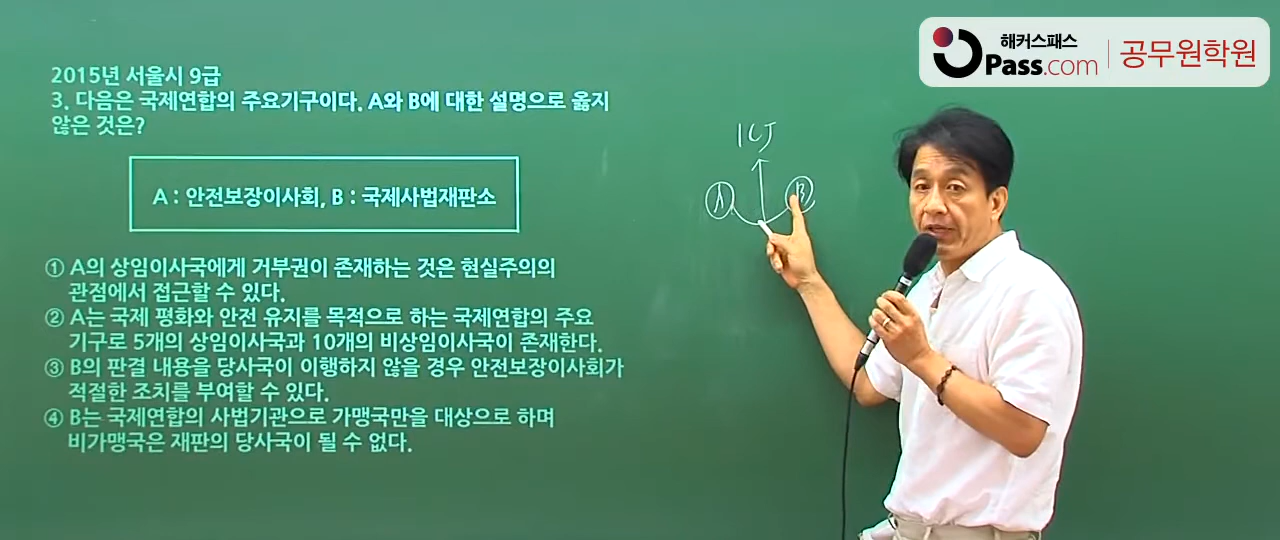 해커스패스
Pass.com 공무원학원
2015년 서울시 9급
3. 다음은 국제연합의 주요기구이다. A와 B에 대한 설명으로 옳지
않은 것은?
A : 안전보장이사회, B : 국제사법재판소
① A의 상임이사국에게 거부권이 존재하는 것은 현실주의의
관점에서 접근할 수 있다.
② A는 국제 평화와 안전 유지를 목적으로 하는 국제연합의 주요
기구로 5개의 상임이사국과 10개의 비상임이사국이 존재한다.
③ B의 판결 내용을 당사국이 이행하지 않을 경우 안전보장이사회가
적절한 조치를 부여할 수 있다.
④ B는 국제연합의 사법기관으로 가맹국만을 대상으로 하며
비가맹국은 재판의 당사국이 될 수 없다.
ICJ
A B